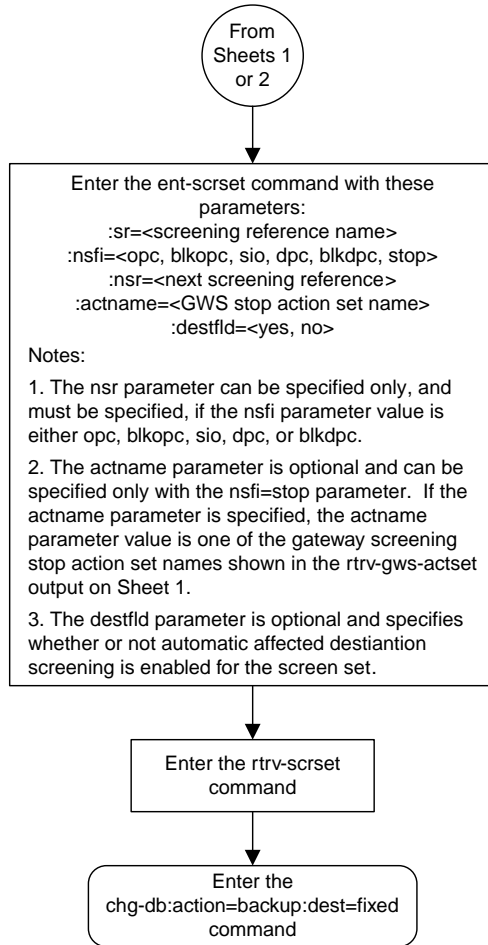 From
Sheets 1
or 2
Enter the ent-scrset command with these
parameters:
:sr=<screening reference name>
:nsfi=<opc, blkopc, sio, dpc, blkdpc, stop>
:nsr=<next screening reference>
:actname=<GWS stop action set name>
:destfld=<yes, no>
Notes:
1. The nsr parameter can be specified only, and
must be specified, if the nsfi parameter value is
either opc, blkopc, sio, dpc, or blkdpc.
2. The actname parameter is optional and can be
specified only with the nsfi=stop parameter.  If the
actname parameter is specified, the actname
parameter value is one of the gateway screening
stop action set names shown in the rtrv-gws-actset
output on Sheet 1.
3. The destfld parameter is optional and specifies
whether or not automatic affected destiantion
screening is enabled for the screen set.
Enter the rtrv-scrset
command
Enter the
chg-db:action=backup:dest=fixed
command